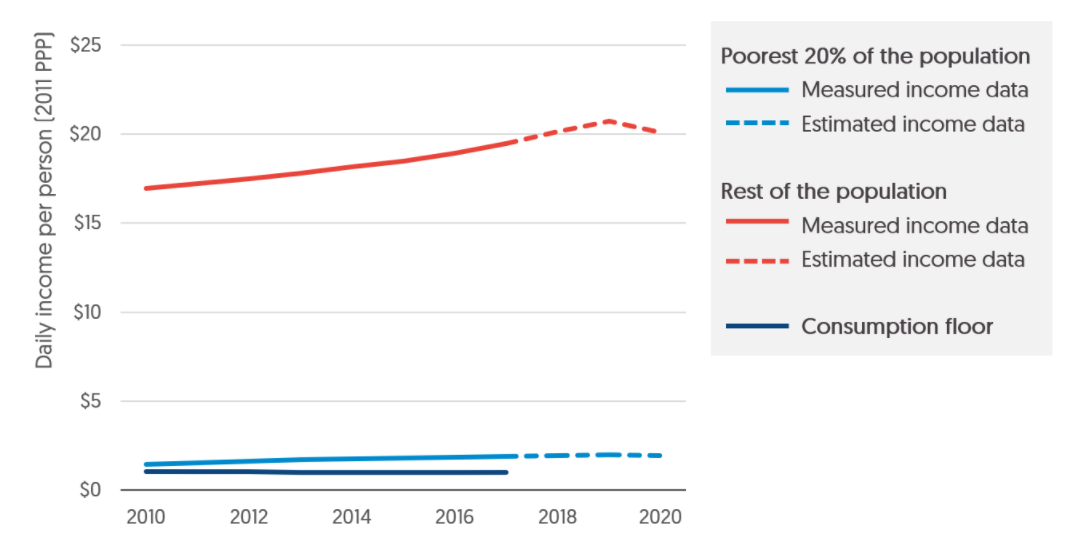 Daily income per person (2011 PPP)
$25
$20
$15
$10
$5
$0
2010
2012
2014
2016
2018
2020
Poorest 20% of the population
Measured income data
Estimated income data
Rest of the population
Measured income data
Estimated income data
Consumption floor